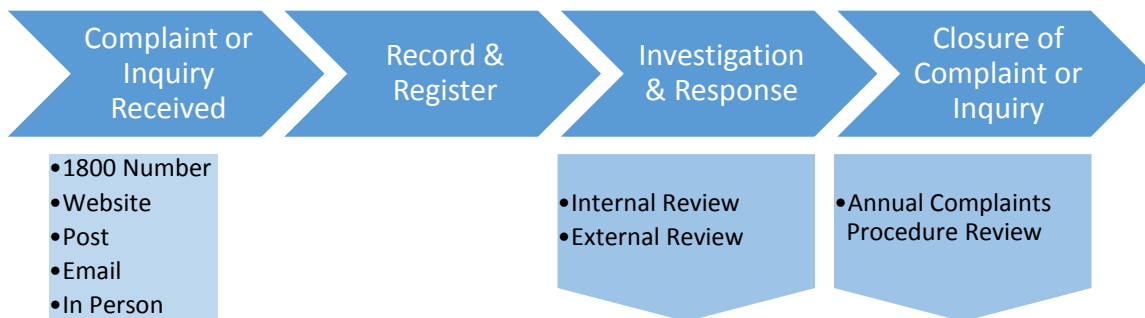 Complaint or
Inquiry
Received
Record &
Register
Investigation
& Response
Closure of
Complaint or
Inquiry
•1800 Number
•Website
•Post
•Email
•In Person
•Internal Review
•External Review
•Annual Complaints
Procedure Review